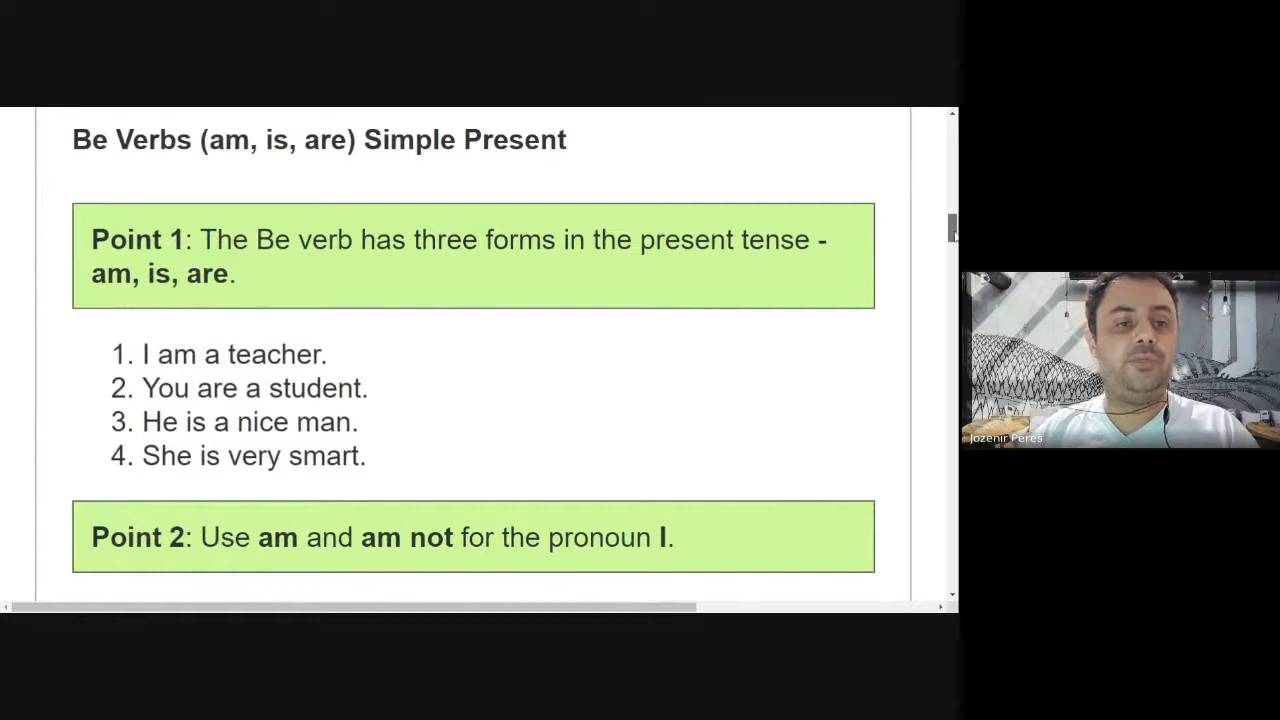 Be Verbs (am, is, are) Simple Present
Point 1: The Be verb has three forms in the present tense -
am, is, are.
1. I am a teacher.
2. You are a student.
3. He is a nice man.
4. She is very smart.
Point 2: Use am and am not for the pronoun I.
Jozenir Peres